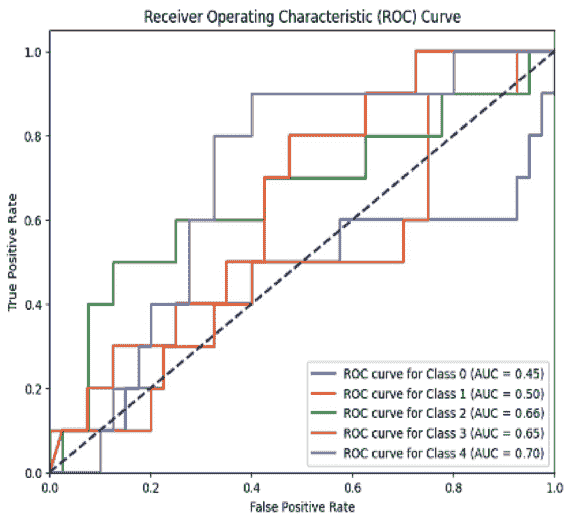 Receiver Operating Characteristic (ROC) Curve
1.0
0.8
0.6
0.4
0.2
0.0
True Positive Rate
ROC curve for Class 0 (AUC = 0.45)
ROC curve for Class 1 (AUC = 0.50)
ROC curve for Class 2 (AUC = 0.66)
ROC curve for Class 3 (AUC = 0.65)
ROC curve for Class 4 (AUC = 0.70)
0.0 0.2 0.4 0.6 0.8 1.0
False Positive Rate